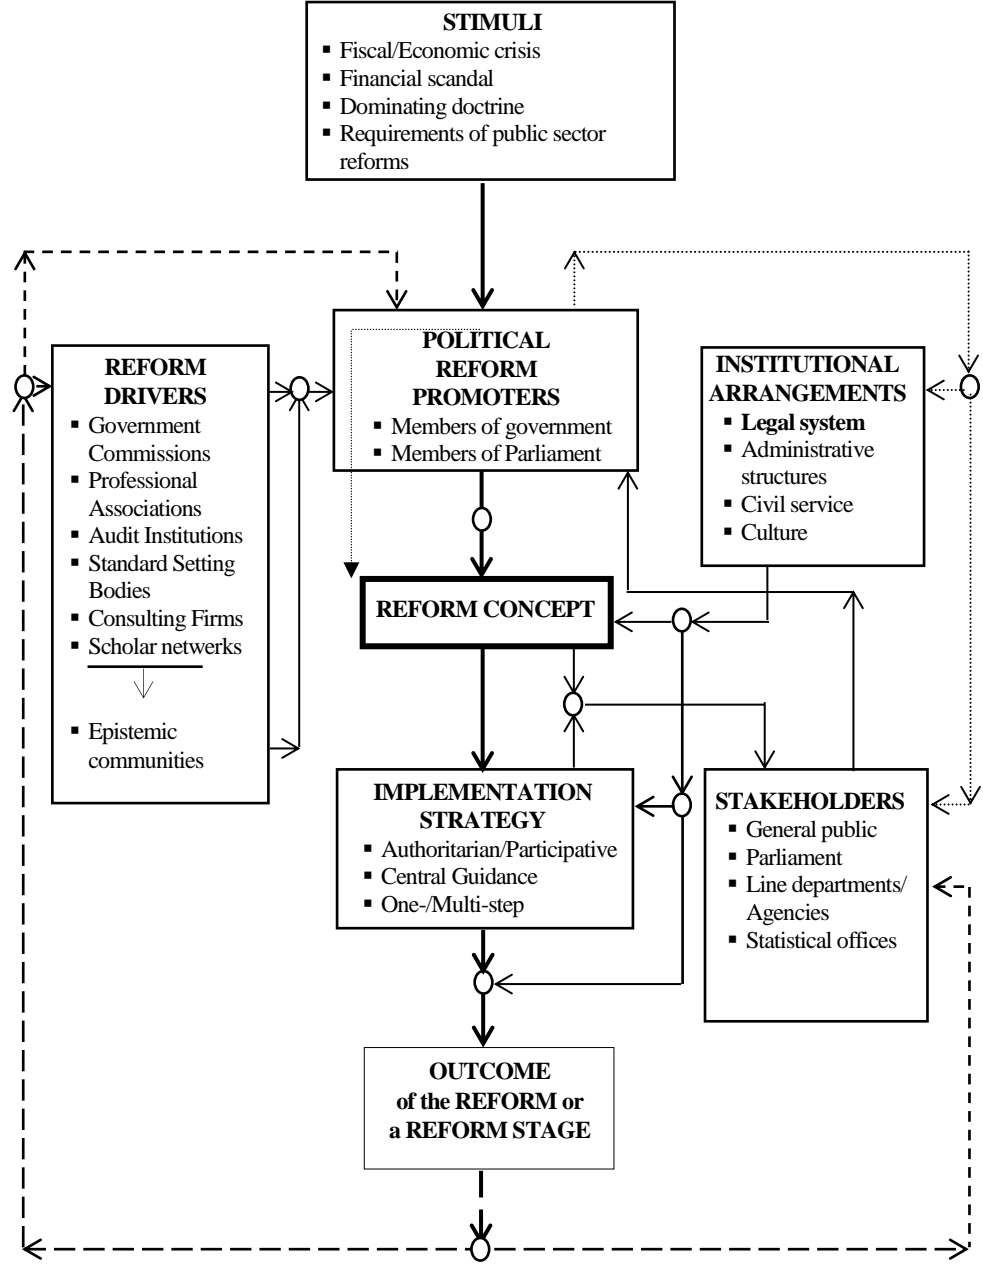 STIMULI
▪ Fiscal/Economic crisis
▪ Financial scandal
▪ Dominating doctrine
▪ Requirements of public sector
reforms
POLITICAL
REFORM
PROMOTERS
▪ Members of government
▪ Members of Parliament
REFORM
DRIVERS
▪ Government
Commissions
▪ Professional
Associations
▪ Audit Institutions
▪ Standard Setting
Bodies
▪ Consulting Firms
▪ Scholar networks
▪ Epistemic
communities
INSTITUTIONAL
ARRANGEMENTS
▪ Legal system
▪ Administrative
structures
▪ Civil service
▪ Culture
REFORM CONCEPT
IMPLEMENTATION
STRATEGY
▪ Authoritarian/Participative
▪ Central Guidance
▪ One-/Multi-step
STAKEHOLDERS
▪ General public
▪ Parliament
▪ Line departments/
Agencies
▪ Statistical offices
OUTCOME
of the REFORM or
a REFORM STAGE